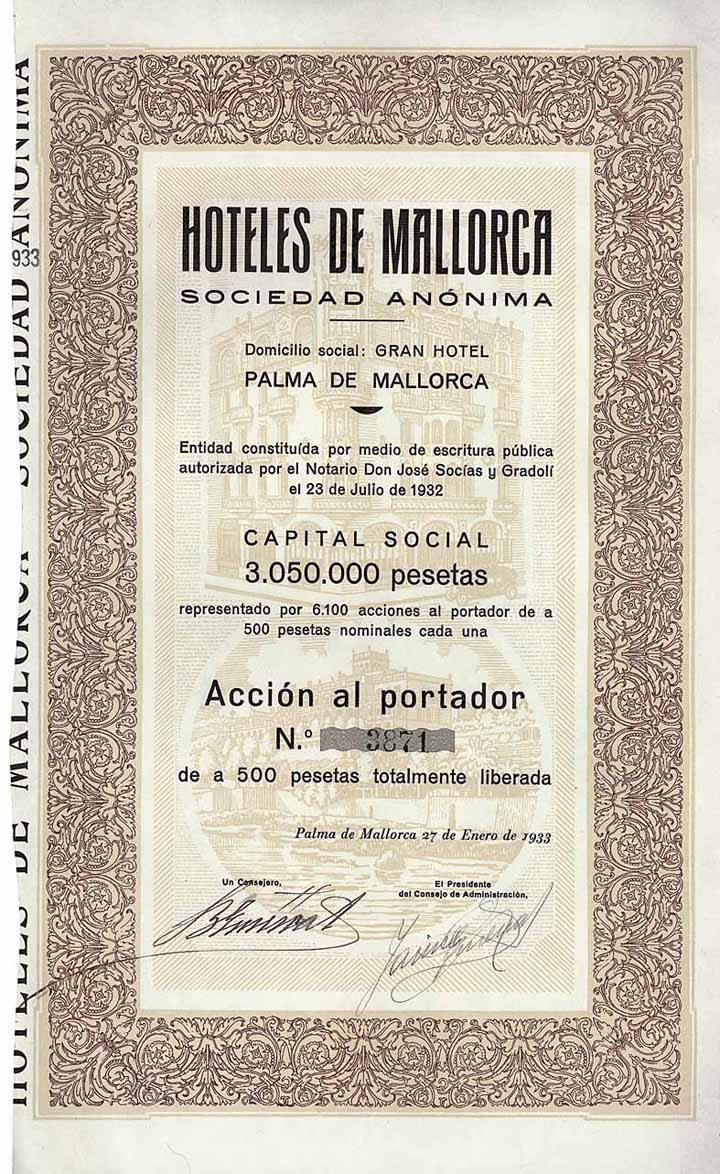 HOTELES DE MALLORCA
SOCIEDAD ANÓNIMA
Domicilio social: GRAN HOTEL
PALMA DE MALLORCA
Entidad constituída por medio de escritura pública
autorizada por el Notario Don José Socías y Gradolí
el 23 de Julio de 1932
CAPITAL SOCIAL
3.050.000 pesetas
representado por 6.100 acciones al portador de a
500 pesetas nominales cada una
Acción al portador
N.º 3871
de a 500 pesetas totalmente liberada
Palma de Mallorca 27 de Enero de 1933
Un Consejero,
El Presidente
del Consejo de Administración,
HOTELES DE MALLORCA SOCIEDAD ANONIMA
933